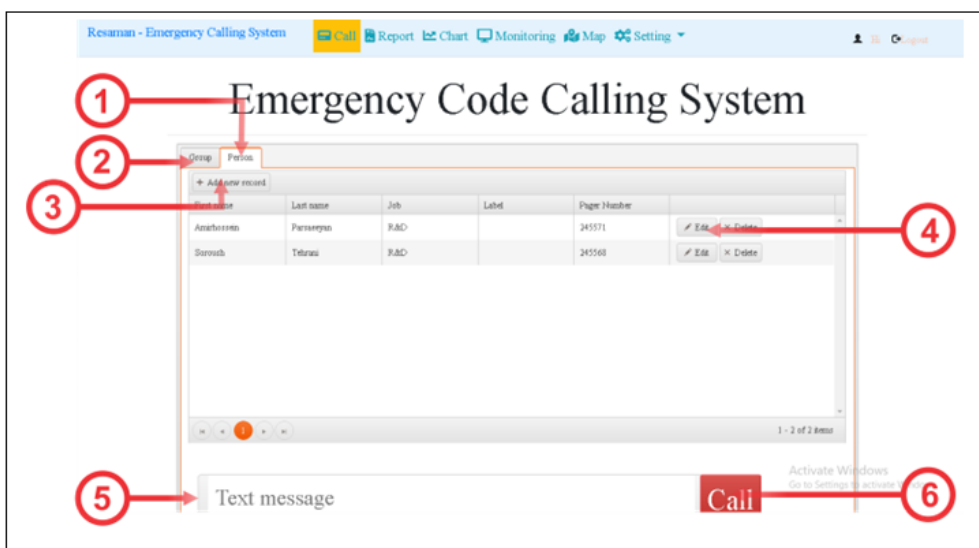 Resaman - Emergency Calling System Call Report Chart Monitoring Map Setting Logout
Emergency Code Calling System
1
2
3
4
5
6
Group Person
+ Add new record
First name Last name Job Label Pager Number
Amirhossein Parsaeyan R&D 245571 Edit × Delete
Soroush Tehrani R&D 245568 Edit × Delete
1 1 - 2 of 2 items
Activate Windows
Go to Settings to activate Windows
Text message Call